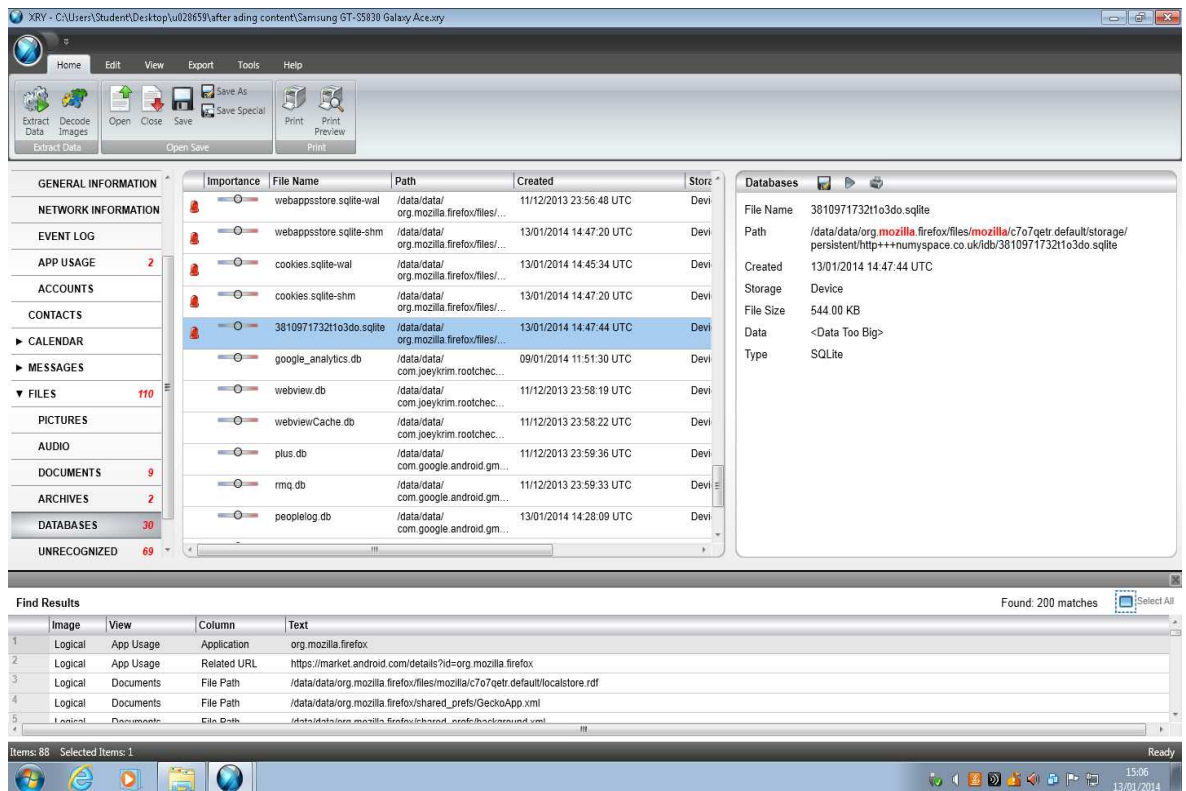 XRY - C:\Users\Student\Desktop\u028659\after ading content\Samsung GT-S5830 Galaxy Ace.xry
Home Edit View Export Tools Help
Extract Data
Decode Images
Extract Data
Open
Close
Save
Save As
Save Special
Open Save
Print
Print Preview
Print
GENERAL INFORMATION
NETWORK INFORMATION
EVENT LOG
APP USAGE 2
ACCOUNTS
CONTACTS
CALENDAR
MESSAGES
FILES 110
PICTURES
AUDIO
DOCUMENTS 9
ARCHIVES 2
DATABASES 30
UNRECOGNIZED 69
Importance File Name Path Created Stora
webappsstore.sqlite-wal /data/data/ 11/12/2013 23:56:48 UTC Devi
org.mozilla.firefox/files/...
webappsstore.sqlite-shm /data/data/ 13/01/2014 14:47:20 UTC Devi
org.mozilla.firefox/files/...
cookies.sqlite-wal /data/data/ 13/01/2014 14:45:34 UTC Devi
org.mozilla.firefox/files/...
cookies.sqlite-shm /data/data/ 13/01/2014 14:47:20 UTC Devi
org.mozilla.firefox/files/...
3810971732t1o3do.sqlite /data/data/ 13/01/2014 14:47:44 UTC Devi
org.mozilla.firefox/files/...
google_analytics.db /data/data/ 09/01/2014 11:51:30 UTC Devi
com.joeykrim.rootchec...
webview.db /data/data/ 11/12/2013 23:58:19 UTC Devi
com.joeykrim.rootchec...
webviewCache.db /data/data/ 11/12/2013 23:58:22 UTC Devi
com.joeykrim.rootchec...
plus.db /data/data/ 11/12/2013 23:59:36 UTC Devi
com.google.android.gm...
rmq.db /data/data/ 11/12/2013 23:59:33 UTC Devi
com.google.android.gm...
peoplelog.db /data/data/ 13/01/2014 14:28:09 UTC Devi
com.google.android.gm...
Databases
File Name 3810971732t1o3do.sqlite
Path /data/data/org.mozilla.firefox/files/mozilla/c7o7qetr.default/storage/
persistent/http+++numyspace.co.uk/idb/3810971732t1o3do.sqlite
Created 13/01/2014 14:47:44 UTC
Storage Device
File Size 544.00 KB
Data <Data Too Big>
Type SQLite
Find Results Found: 200 matches Select All
Image View Column Text
1 Logical App Usage Application org.mozilla.firefox
2 Logical App Usage Related URL https://market.android.com/details?id=org.mozilla.firefox
3 Logical Documents File Path /data/data/org.mozilla.firefox/files/mozilla/c7o7qetr.default/localstore.rdf
4 Logical Documents File Path /data/data/org.mozilla.firefox/shared_prefs/GeckoApp.xml
5 Logical Documents File Path /data/data/org.mozilla.firefox/shared_prefs/background.xml
Items: 88 Selected Items: 1 Ready
15:06
13/01/2014